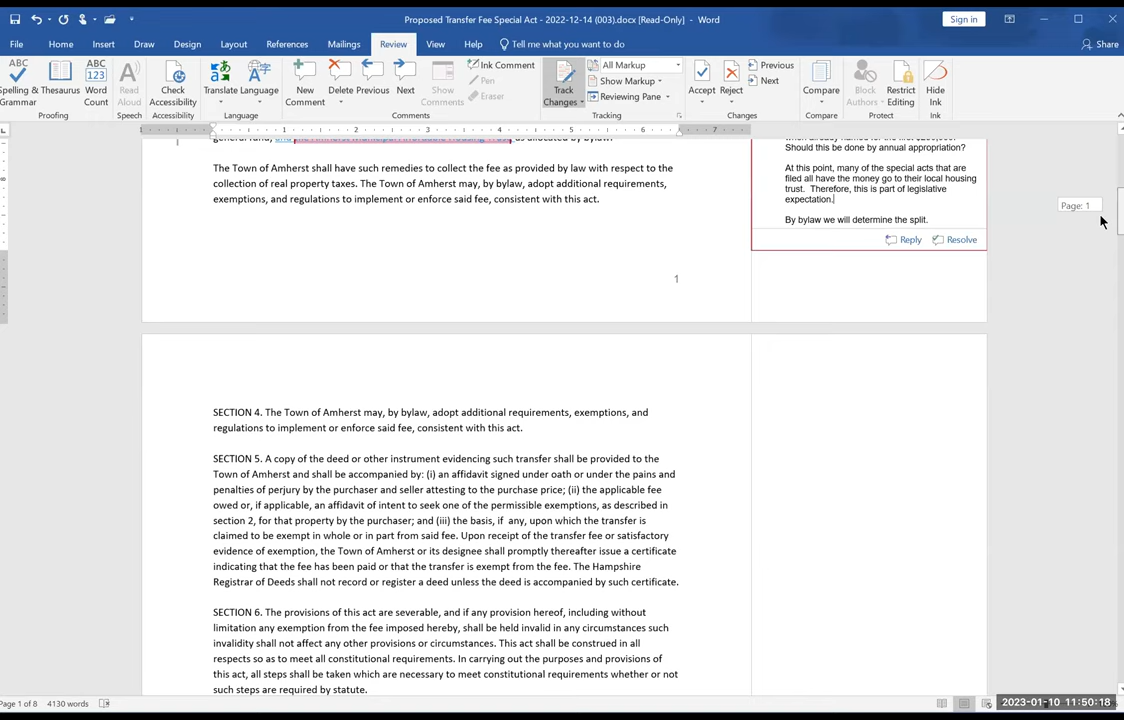 Proposed Transfer Fee Special Act - 2022-12-14 (003).docx [Read-Only] - Word
Sign in
File Home Insert Draw Design Layout References Mailings Review View Help Tell me what you want to do
Share
ABC
Spelling & Grammar
Thesaurus
ABC 123
Word Count
Proofing
Read Aloud
Speech
Check Accessibility
Accessibility
Translate
Language
Language
New Comment
Delete
Previous
Next
Show Comments
Ink Comment
Pen
Eraser
Comments
Track Changes
All Markup
Show Markup
Reviewing Pane
Tracking
Accept
Reject
Previous
Next
Changes
Compare
Compare
Block Authors
Restrict Editing
Protect
Hide Ink
Ink
1 2 3 4 5 6 7
general fund, and the Amherst Municipal Affordable Housing Trust as allocated by bylaw.
The Town of Amherst shall have such remedies to collect the fee as provided by law with respect to the
collection of real property taxes. The Town of Amherst may, by bylaw, adopt additional requirements,
exemptions, and regulations to implement or enforce said fee, consistent with this act.
1
Should this be done by annual appropriation?
At this point, many of the special acts that are
filed all have the money go to their local housing
trust. Therefore, this is part of legislative
expectation.
By bylaw we will determine the split.
Reply Resolve
Page: 1
SECTION 4. The Town of Amherst may, by bylaw, adopt additional requirements, exemptions, and
regulations to implement or enforce said fee, consistent with this act.
SECTION 5. A copy of the deed or other instrument evidencing such transfer shall be provided to the
Town of Amherst and shall be accompanied by: (i) an affidavit signed under oath or under the pains and
penalties of perjury by the purchaser and seller attesting to the purchase price; (ii) the applicable fee
owed or, if applicable, an affidavit of intent to seek one of the permissible exemptions, as described in
section 2, for that property by the purchaser; and (iii) the basis, if any, upon which the transfer is
claimed to be exempt in whole or in part from said fee. Upon receipt of the transfer fee or satisfactory
evidence of exemption, the Town of Amherst or its designee shall promptly thereafter issue a certificate
indicating that the fee has been paid or that the transfer is exempt from the fee. The Hampshire
Registrar of Deeds shall not record or register a deed unless the deed is accompanied by such certificate.
SECTION 6. The provisions of this act are severable, and if any provision hereof, including without
limitation any exemption from the fee imposed hereby, shall be held invalid in any circumstances such
invalidity shall not affect any other provisions or circumstances. This act shall be construed in all
respects so as to meet all constitutional requirements. In carrying out the purposes and provisions of
this act, all steps shall be taken which are necessary to meet constitutional requirements whether or not
such steps are required by statute.
Page 1 of 8 4130 words
2023-01-10 11:50:18